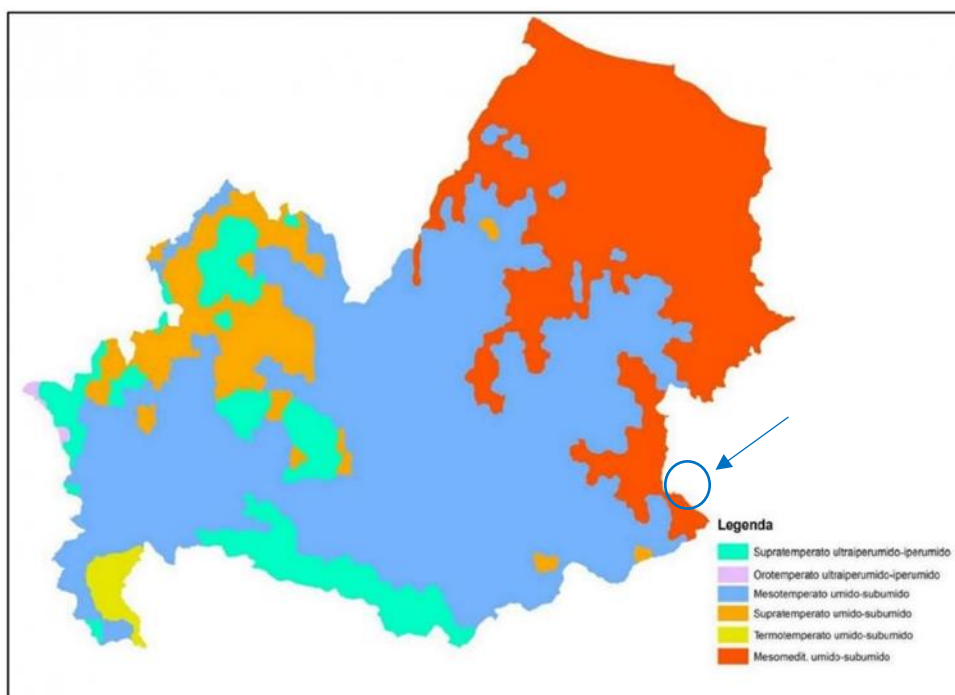 Legenda
Supratemperato ultraiperumido-iperumido
Orotemperato ultraiperumido-iperumido
Mesotemperato umido-subumido
Supratemperato umido-subumido
Termotemperato umido-subumido
Mesomedit. umido-subumido